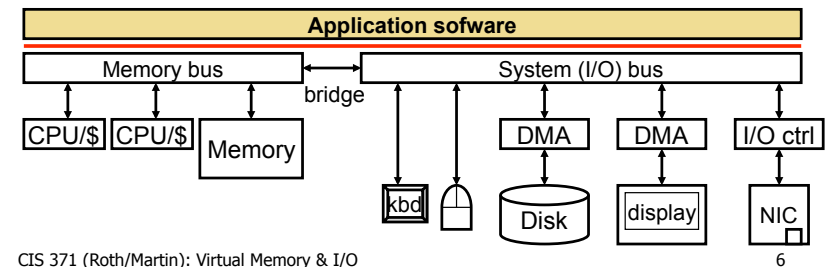 Application sofware
Memory bus
System (I/O) bus
bridge
CPU/$ CPU/$ Memory
DMA DMA I/O ctrl
kbd Disk display NIC
CIS 371 (Roth/Martin): Virtual Memory & I/O 6